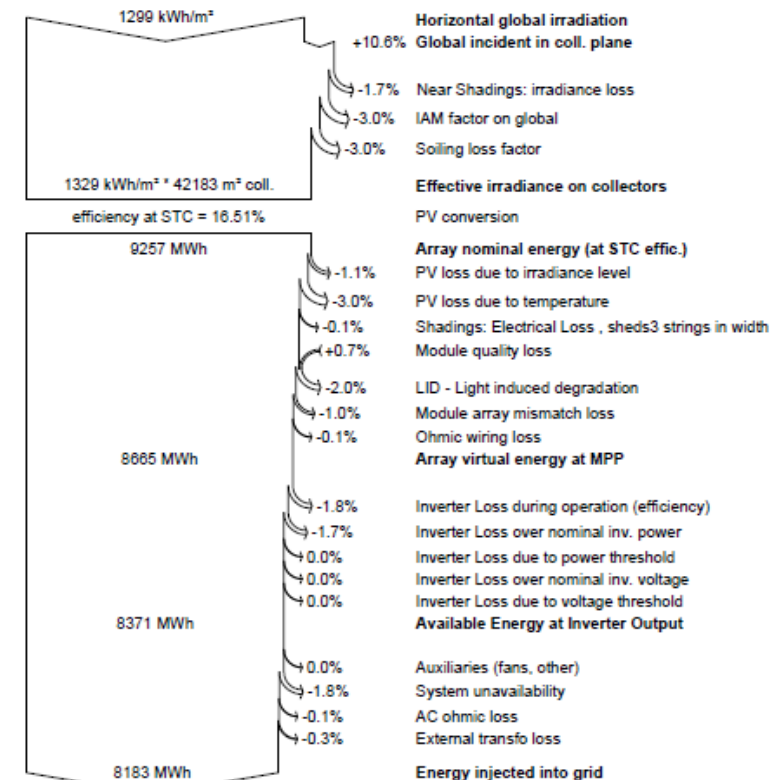 1299 kWh/m² Horizontal global irradiation
+10.6% Global incident in coll. plane
-1.7% Near Shadings: irradiance loss
-3.0% IAM factor on global
-3.0% Soiling loss factor
1329 kWh/m² * 42183 m² coll. Effective irradiance on collectors
efficiency at STC = 16.51% PV conversion
9257 MWh Array nominal energy (at STC effic.)
-1.1% PV loss due to irradiance level
-3.0% PV loss due to temperature
-0.1% Shadings: Electrical Loss , sheds3 strings in width
+0.7% Module quality loss
-2.0% LID - Light induced degradation
-1.0% Module array mismatch loss
-0.1% Ohmic wiring loss
8665 MWh Array virtual energy at MPP
-1.8% Inverter Loss during operation (efficiency)
-1.7% Inverter Loss over nominal inv. power
0.0% Inverter Loss due to power threshold
0.0% Inverter Loss over nominal inv. voltage
0.0% Inverter Loss due to voltage threshold
8371 MWh Available Energy at Inverter Output
0.0% Auxiliaries (fans, other)
-1.8% System unavailability
-0.1% AC ohmic loss
-0.3% External transfo loss
8183 MWh Energy injected into grid